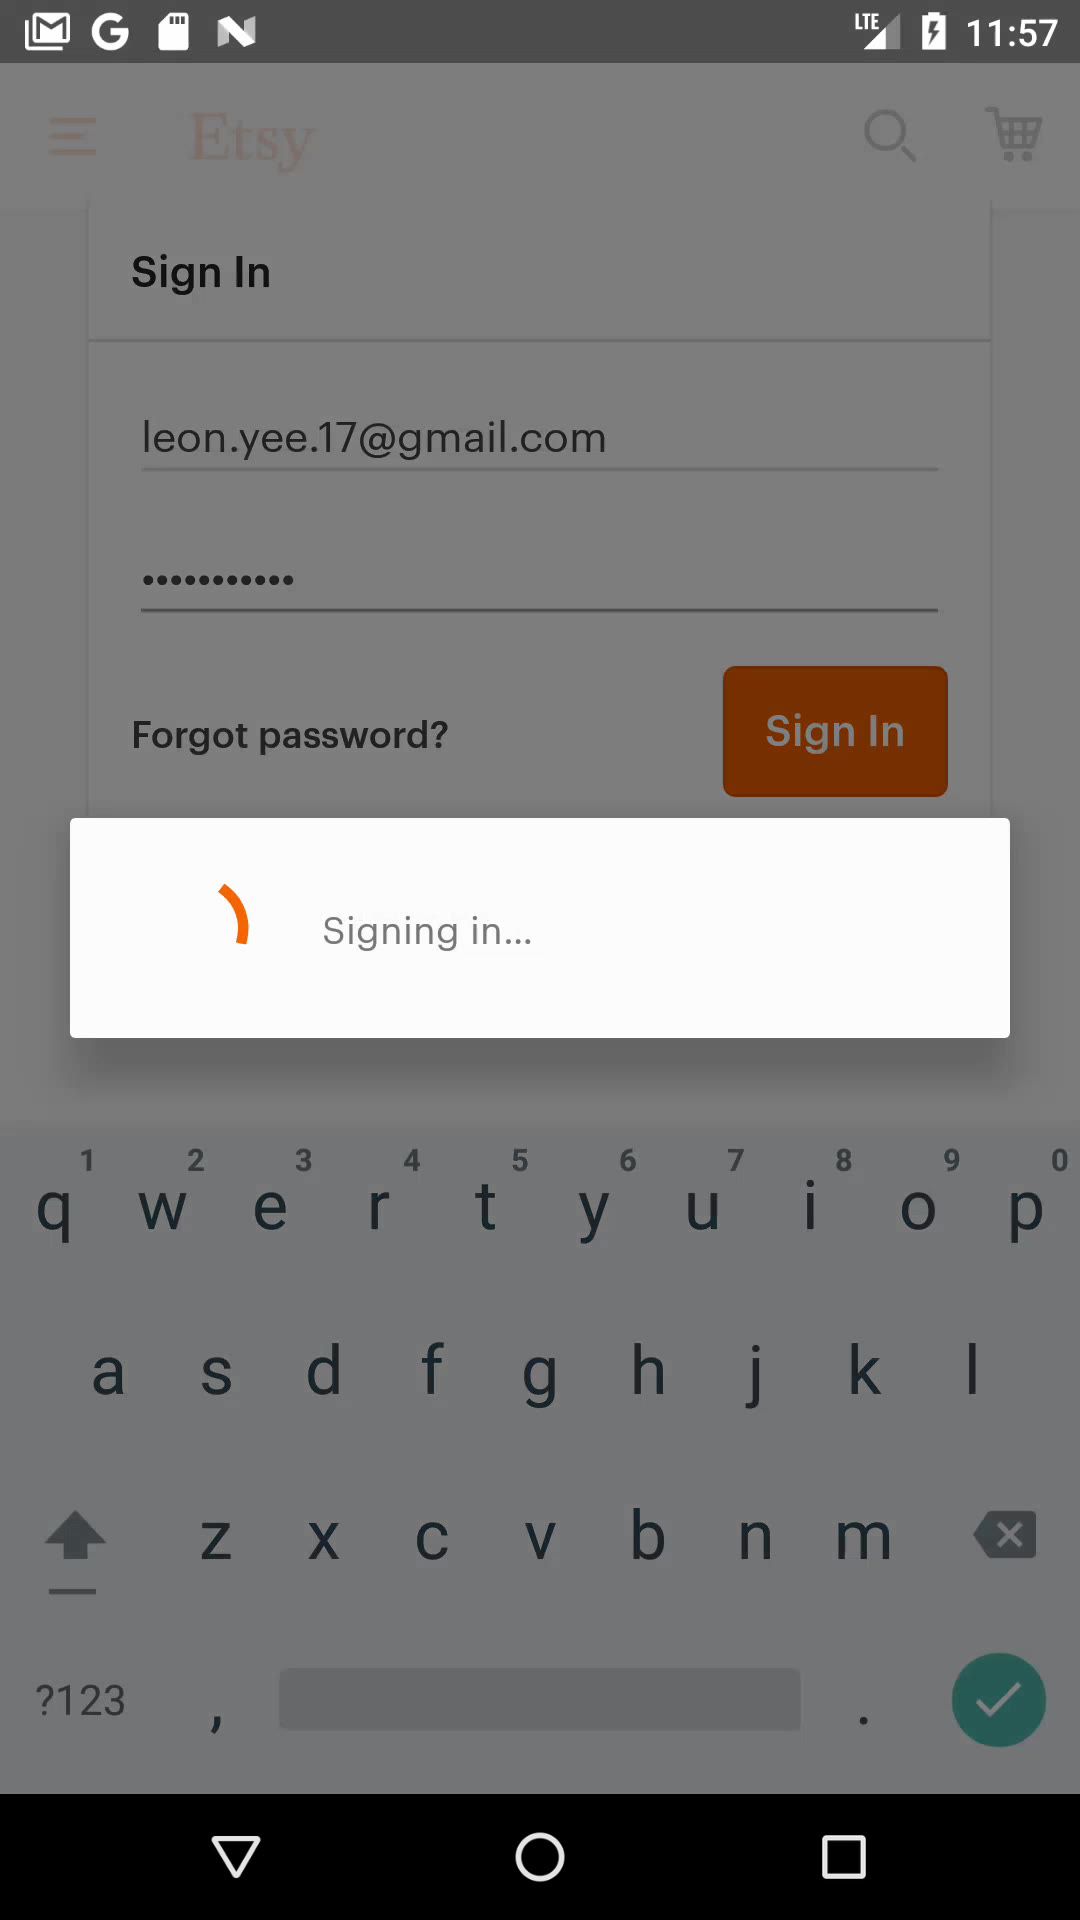 LTE 11:57
Etsy
Sign In
leon.yee.17@gmail.com
•••••••••••
Forgot password?
Sign In
Signing in...
1 2 3 4 5 6 7 8 9 0
q w e r t y u i o p
a s d f g h j k l
z x c v b n m
?123 , .